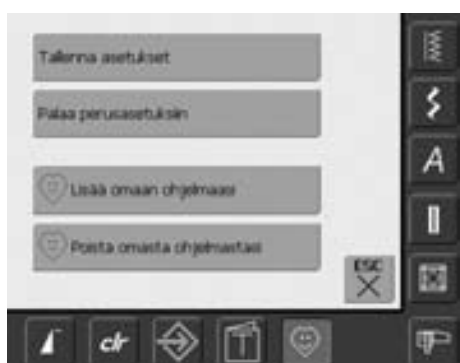 Tallenna asetukset
Palaa perusasetuksiin
Lisää omaan ohjelmaasi
Poista omasta ohjelmastasi
ESC
A
clr